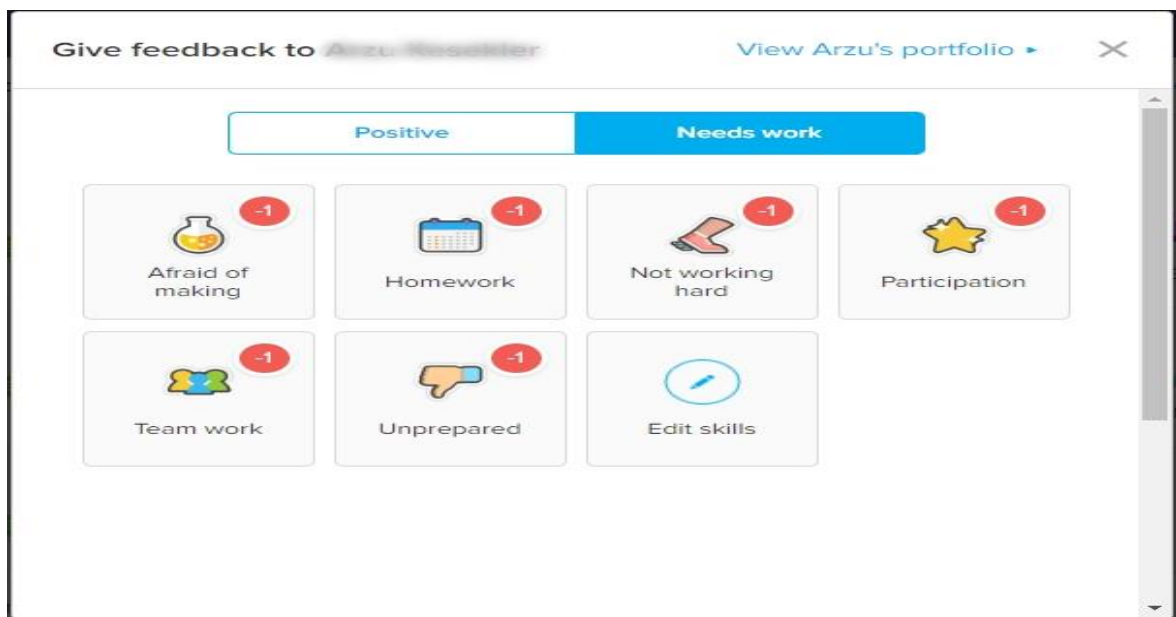 Give feedback to
View Arzu's portfolio ▸
Positive
Needs work
-1
-1
-1
-1
Afraid of
making
Homework
Not working
hard
Participation
-1
-1
Team work
Unprepared
Edit skills